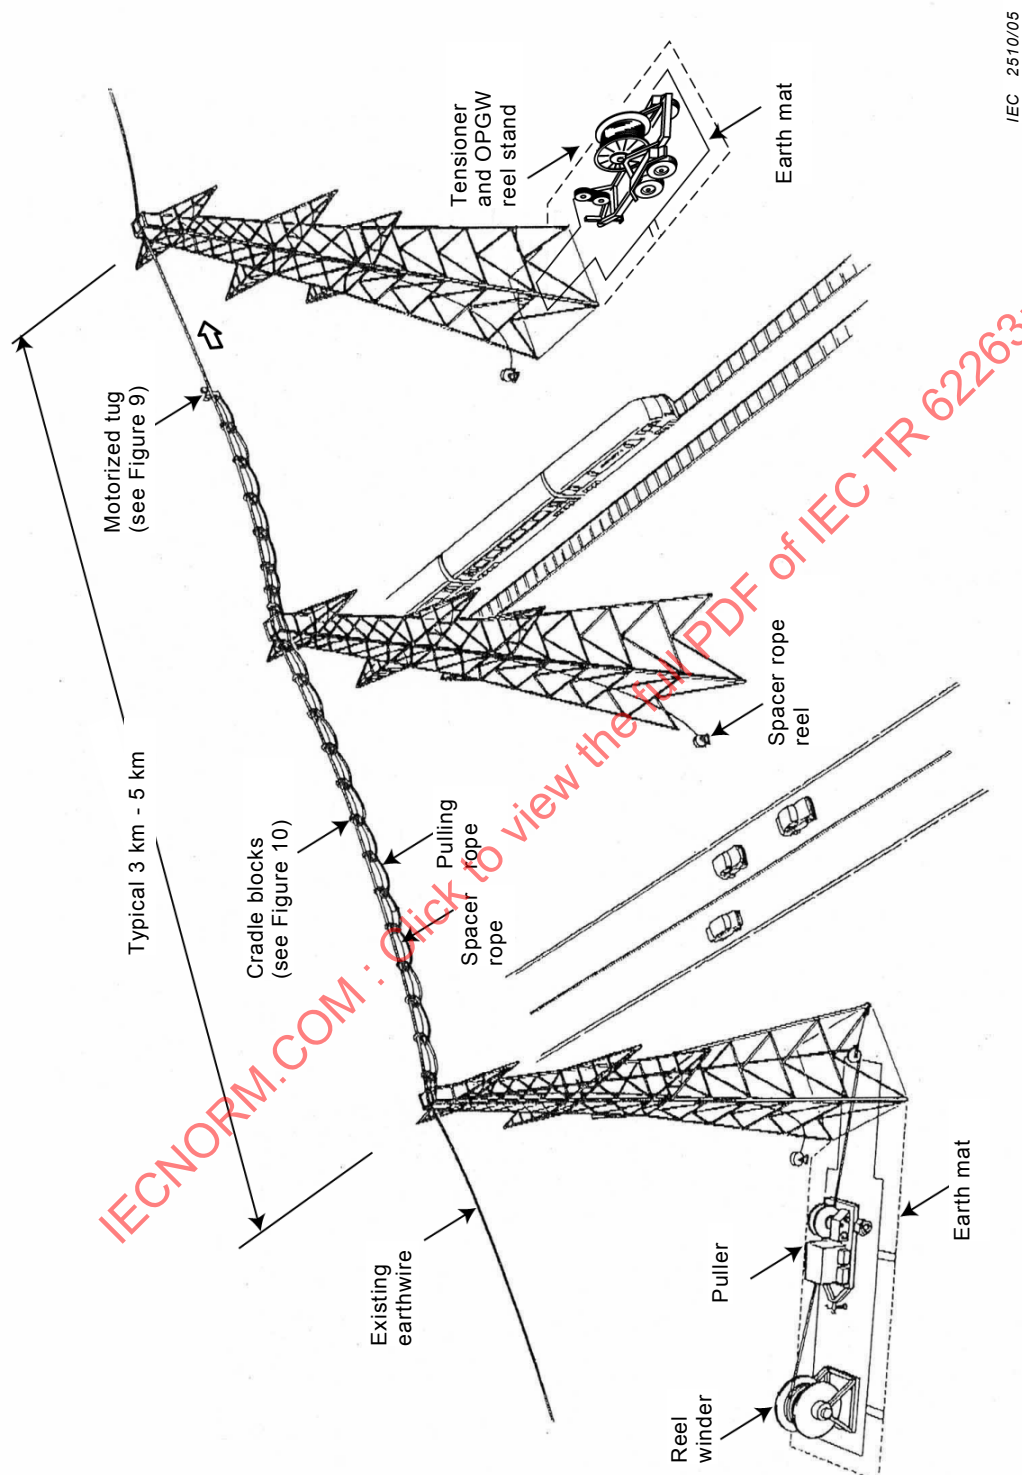 Typical 3 km - 5 km
Motorized tug
(see Figure 9)
Tensioner
and OPGW
reel stand
Earth mat
Cradle blocks
(see Figure 10)
Pulling
rope
Spacer
rope
Spacer rope
reel
Existing
earthwire
Puller
Reel
winder
Earth mat
IEC 2510/05
IECNORM.COM : Click to view the full PDF of IEC TR 62263: